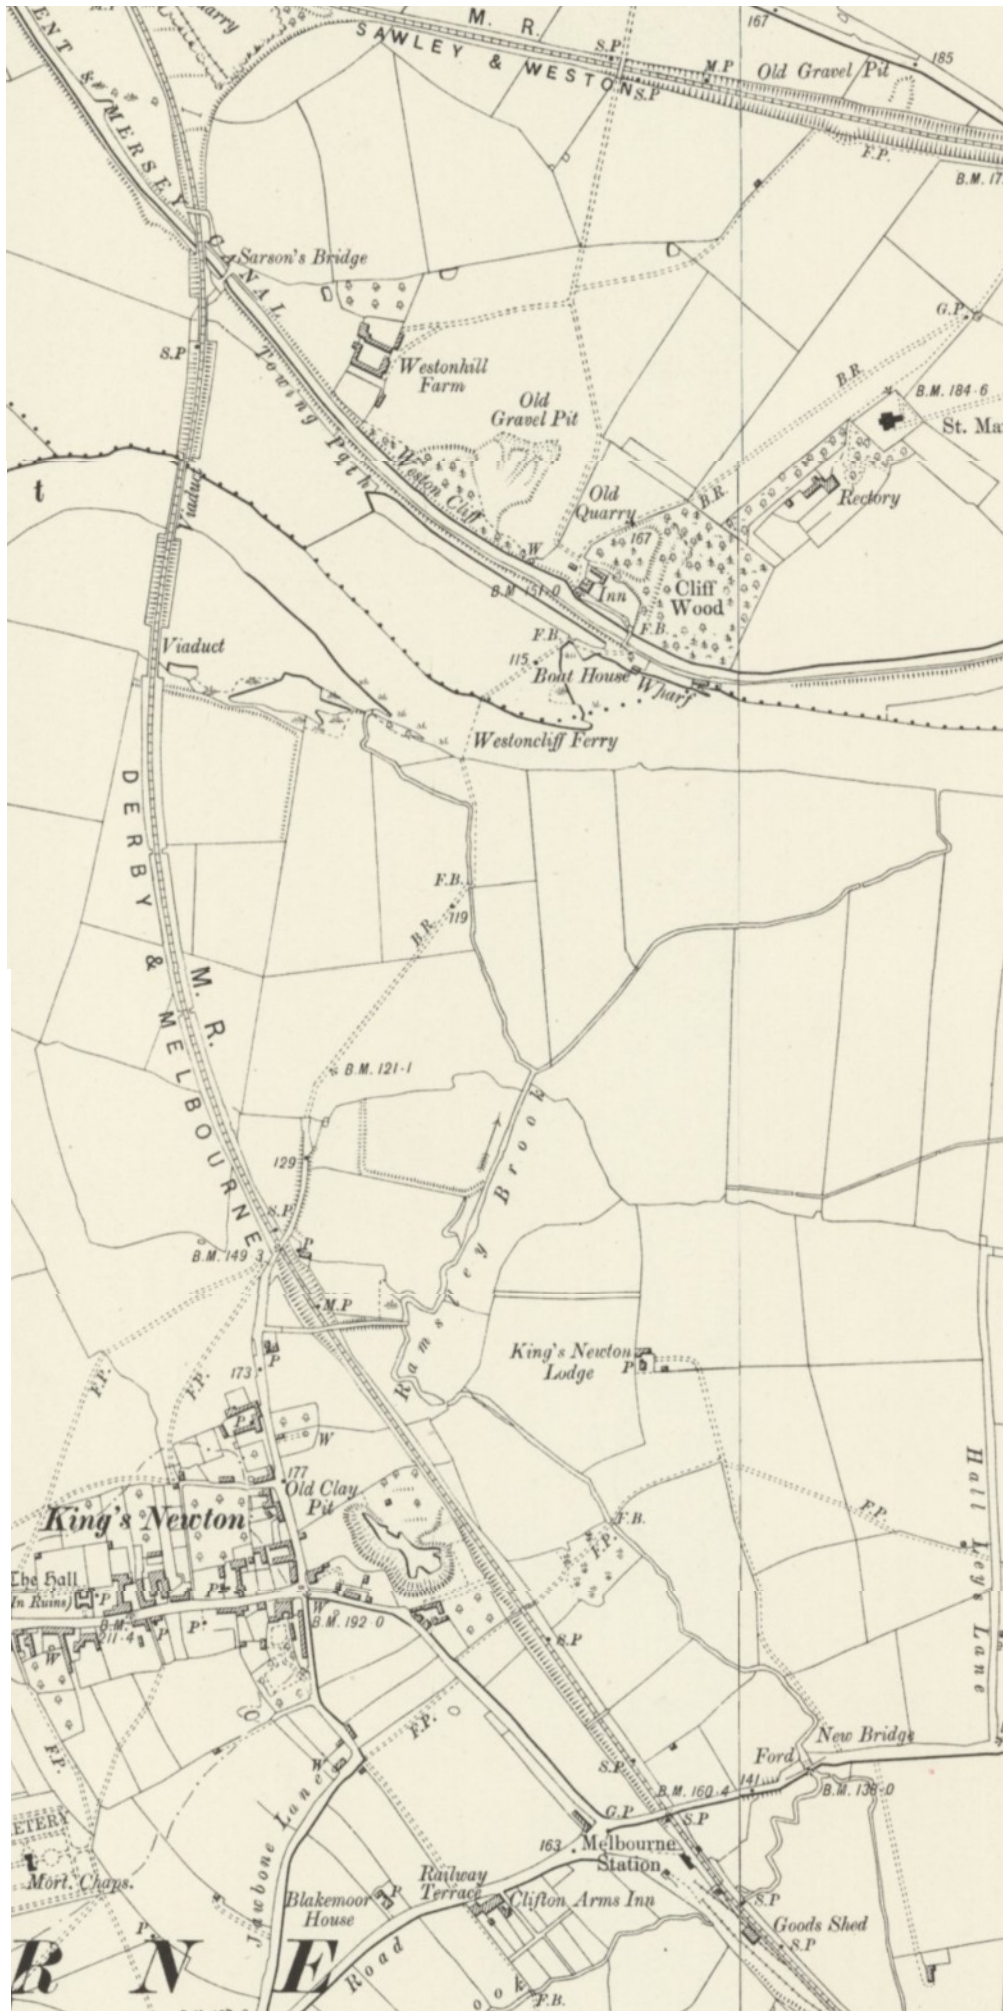 M. R.
SAWLEY & WESTON
167
185
S.P
M.P
Old Gravel Pit
S.P
F.P.
ENT & MERSEY CANAL
Sarson's Bridge
S.P
Towing Path
Westonhill
Farm
G.P.
B.R.
B.M. 184·6
St. Ma
Old
Gravel Pit
Weston Cliff
Old
Quarry
B.R.
Rectory
t
Viaduct
167
W
B.M 151·0
Inn
Cliff
Wood
F.B.
F.B.
Viaduct
115
Boat House
Wharf
Westoncliff Ferry
DERBY & MELBOURNE
M. R.
F.B.
119
B.R.
B.M. 121·1
129
S.P.
P
B.M. 149·3
Ramsley Brook
M.P
173
P
F.P.
F.P.
King's Newton
Lodge
P
P
W
177
Old Clay
Pit
King's Newton
F.B.
F.P.
F.P.
Hall Leys Lane
The Hall
(In Ruins)
P
P
P
W
B.M. 192·0
B.M.
211·4
P
P
W
S.P
F.P.
F.P.
W
New Bridge
Ford
S.P
B.M. 160·4
141
B.M. 138·0
G.P
S.P
ETERY
Mort. Chaps.
Jawbone Lane
163
Melbourne
Station
Blakemoor
House
P
Railway
Terrace
Clifton Arms Inn
S.P
Goods Shed
S.P
P
RNE
Road
ook
F.B.